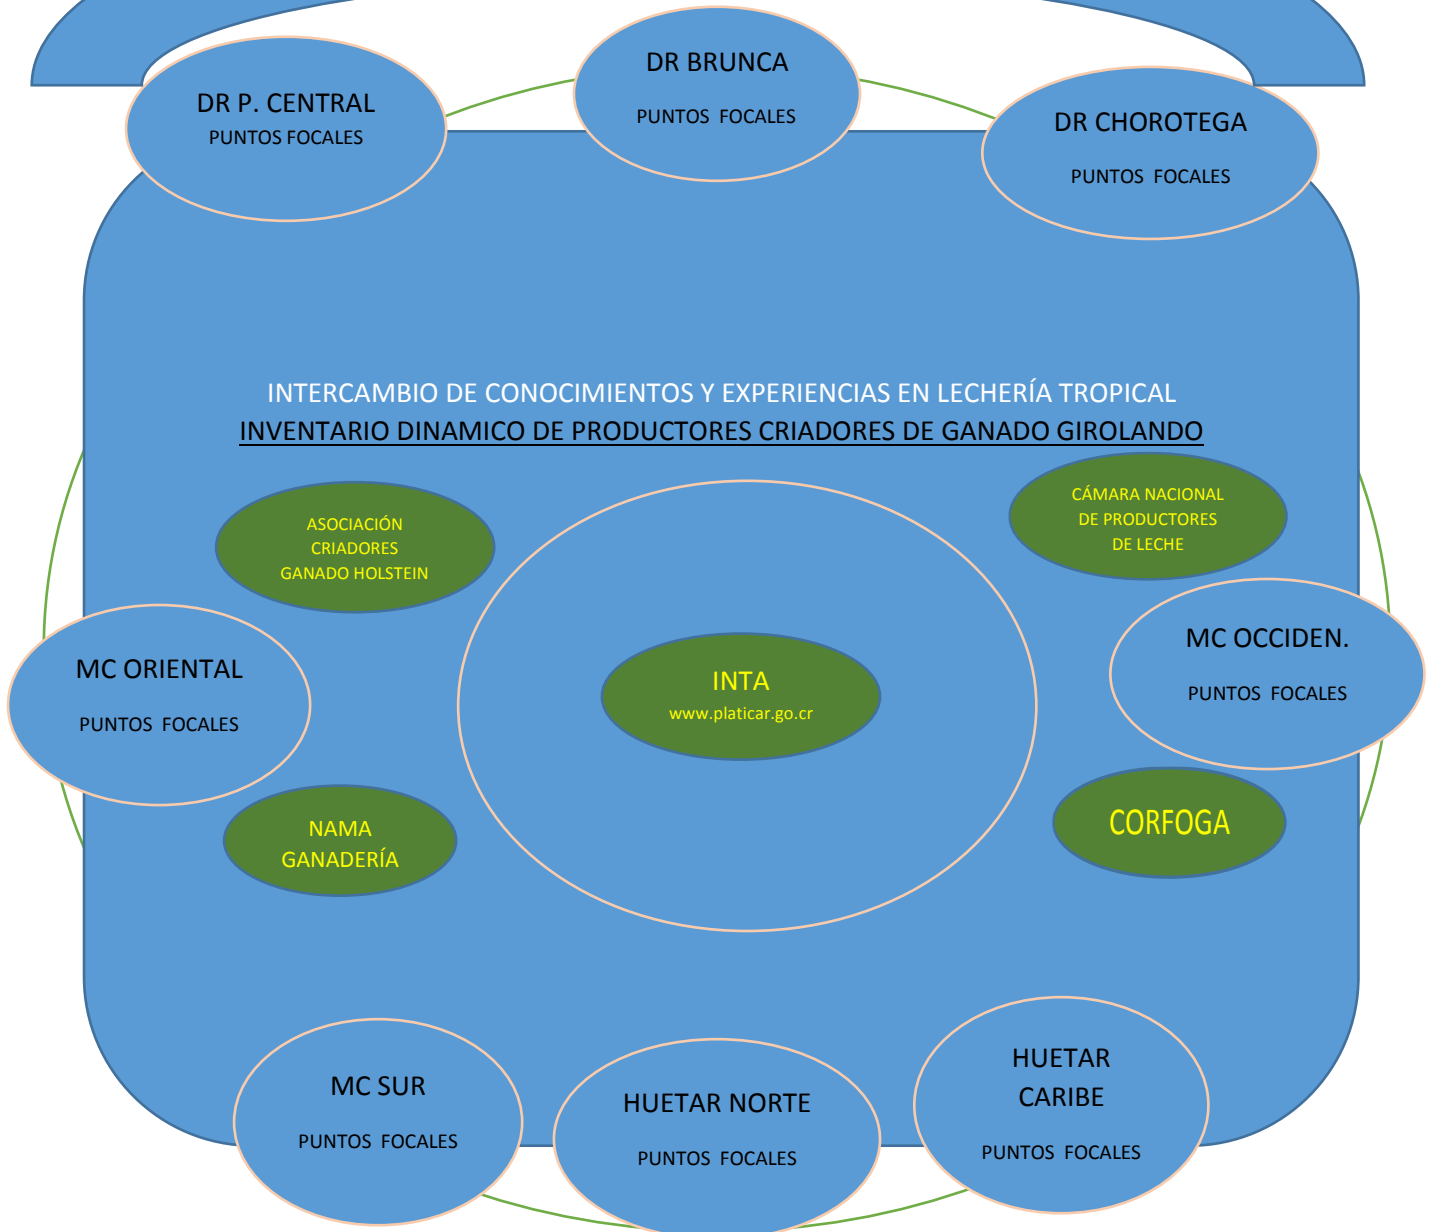 DR BRUNCA
PUNTOS FOCALES
DR P. CENTRAL
PUNTOS FOCALES
DR CHOROTEGA
PUNTOS FOCALES
INTERCAMBIO DE CONOCIMIENTOS Y EXPERIENCIAS EN LECHERÍA TROPICAL
INVENTARIO DINAMICO DE PRODUCTORES CRIADORES DE GANADO GIROLANDO
ASOCIACIÓN
CRIADORES
GANADO HOLSTEIN
CÁMARA NACIONAL
DE PRODUCTORES
DE LECHE
MC ORIENTAL
PUNTOS FOCALES
INTA
www.platicar.go.cr
MC OCCIDEN.
PUNTOS FOCALES
NAMA
GANADERÍA
CORFOGA
MC SUR
PUNTOS FOCALES
HUETAR NORTE
PUNTOS FOCALES
HUETAR
CARIBE
PUNTOS FOCALES